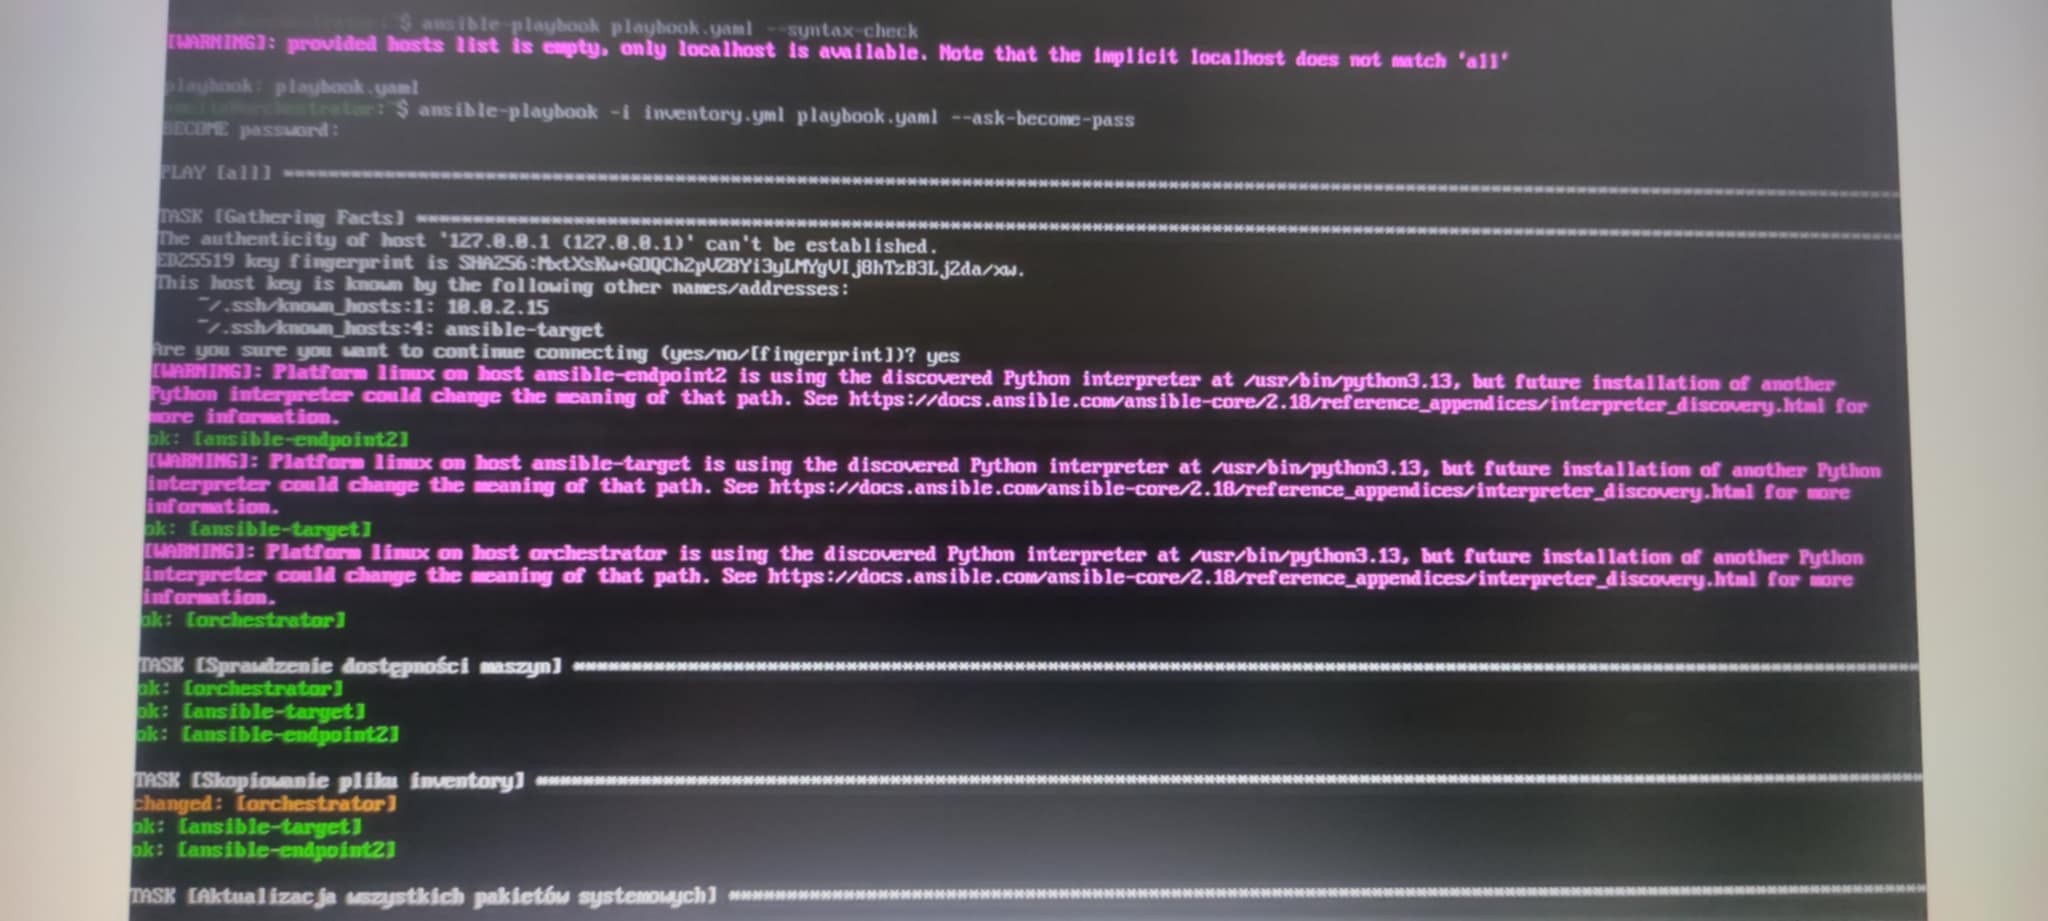 $ ansible-playbook playbook.yaml --syntax-check
[WARNING]: provided hosts list is empty, only localhost is available. Note that the implicit localhost does not match 'all'
playbook: playbook.yaml
$ ansible-playbook -i inventory.yml playbook.yaml --ask-become-pass
BECOME password:
PLAY [all] ****
TASK [Gathering Facts] ****
The authenticity of host '127.0.0.1 (127.0.0.1)' can't be established.
ED25519 key fingerprint is
This host key is known by the following other names/addresses:
~/.ssh/known_hosts:1: 10.0.2.15
~/.ssh/known_hosts:4: ansible-target
Are you sure you want to continue connecting (yes/no/[fingerprint])? yes
[WARNING]: Platform linux on host ansible-endpoint2 is using the discovered Python interpreter at /usr/bin/python3.13, but future installation of another
Python interpreter could change the meaning of that path. See https://docs.ansible.com/ansible-core/2.18/reference_appendices/interpreter_discovery.html for
more information.
ok: [ansible-endpoint2]
[WARNING]: Platform linux on host ansible-target is using the discovered Python interpreter at /usr/bin/python3.13, but future installation of another Python
interpreter could change the meaning of that path. See https://docs.ansible.com/ansible-core/2.18/reference_appendices/interpreter_discovery.html for more
information.
ok: [ansible-target]
[WARNING]: Platform linux on host orchestrator is using the discovered Python interpreter at /usr/bin/python3.13, but future installation of another Python
interpreter could change the meaning of that path. See https://docs.ansible.com/ansible-core/2.18/reference_appendices/interpreter_discovery.html for more
information.
ok: [orchestrator]
TASK [Sprawdzenie dostępności maszyn] ****
ok: [orchestrator]
ok: [ansible-target]
ok: [ansible-endpoint2]
TASK [Skopiowanie pliku inventory] ****
changed: [orchestrator]
ok: [ansible-target]
ok: [ansible-endpoint2]
TASK [Aktualizacja wszystkich pakietów systemowych] ****